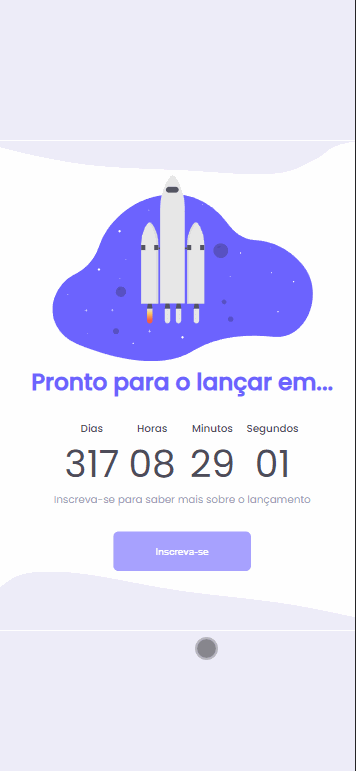 Pronto para o lançar em...
Dias Horas Minutos Segundos
317 08 29 01
Inscreva-se para saber mais sobre o lançamento
Inscreva-se